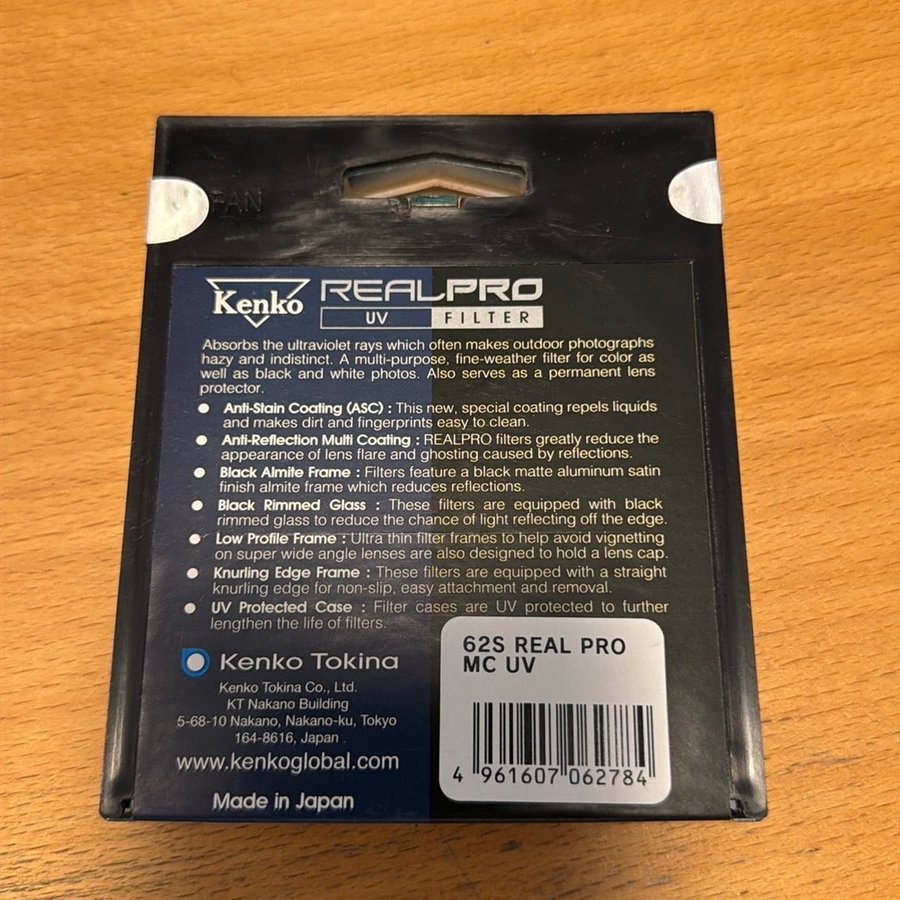 PAN
Kenko REALPRO
UV FILTER
Absorbs the ultraviolet rays which often makes outdoor photographs
hazy and indistinct. A multi-purpose, fine-weather filter for color as
well as black and white photos. Also serves as a permanent lens
protector.
● Anti-Stain Coating (ASC) : This new, special coating repels liquids
and makes dirt and fingerprints easy to clean.
● Anti-Reflection Multi Coating : REALPRO filters greatly reduce the
appearance of lens flare and ghosting caused by reflections.
● Black Almite Frame : Filters feature a black matte aluminum satin
finish almite frame which reduces reflections.
● Black Rimmed Glass : These filters are equipped with black
rimmed glass to reduce the chance of light reflecting off the edge.
● Low Profile Frame : Ultra thin filter frames to help avoid vignetting
on super wide angle lenses are also designed to hold a lens cap.
● Knurling Edge Frame : These filters are equipped with a straight
knurling edge for non-slip, easy attachment and removal.
● UV Protected Case : Filter cases are UV protected to further
lengthen the life of filters.
Kenko Tokina
Kenko Tokina Co., Ltd.
KT Nakano Building
5-68-10 Nakano, Nakano-ku, Tokyo
164-8616, Japan
www.kenkoglobal.com
Made in Japan
62S REAL PRO
MC UV
4 961607 062784